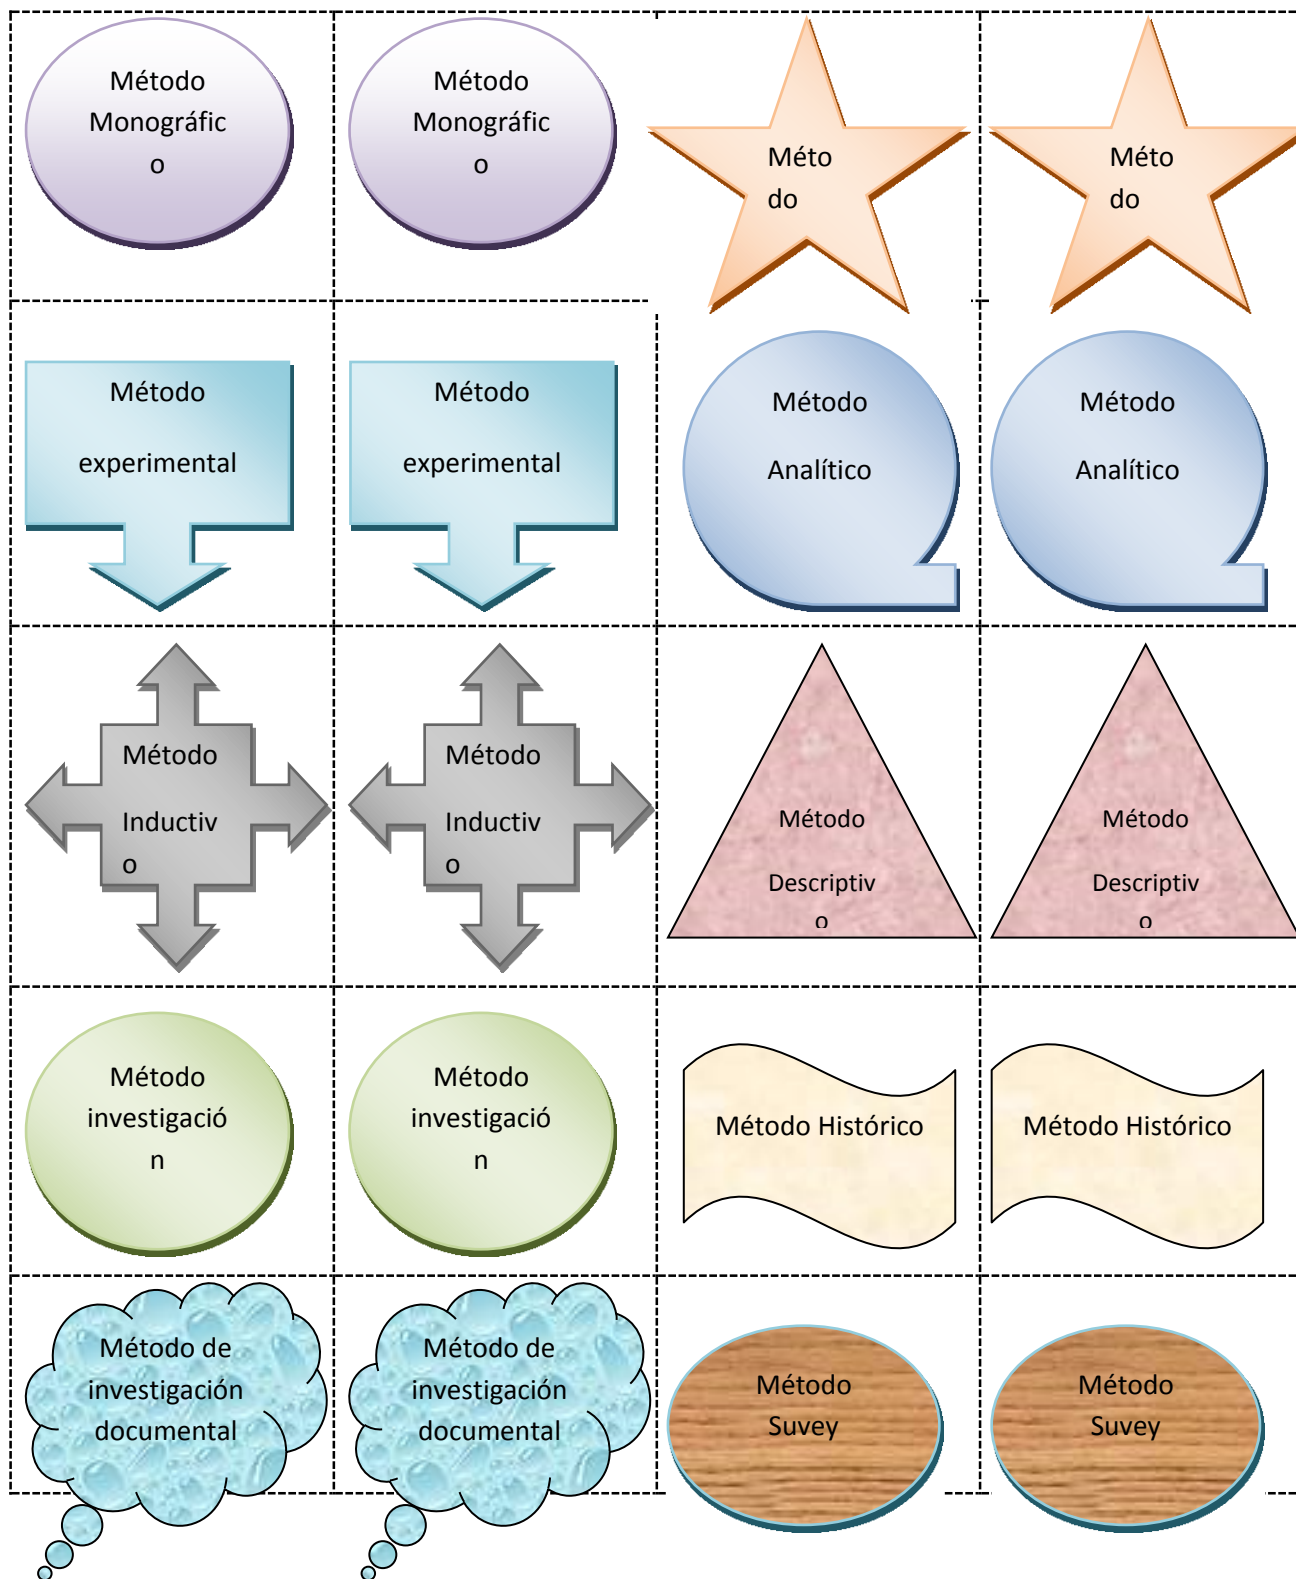 Método
Monográfic
o
Método
Monográfic
o
Méto
do
Méto
do
Método
experimental
Método
experimental
Método
Analítico
Método
Analítico
Método
Inductiv
o
Método
Inductiv
o
Método
Descriptiv
o
Método
Descriptiv
o
Método
investigació
n
Método
investigació
n
Método Histórico
Método Histórico
Método de
investigación
documental
Método de
investigación
documental
Método
Suvey
Método
Suvey